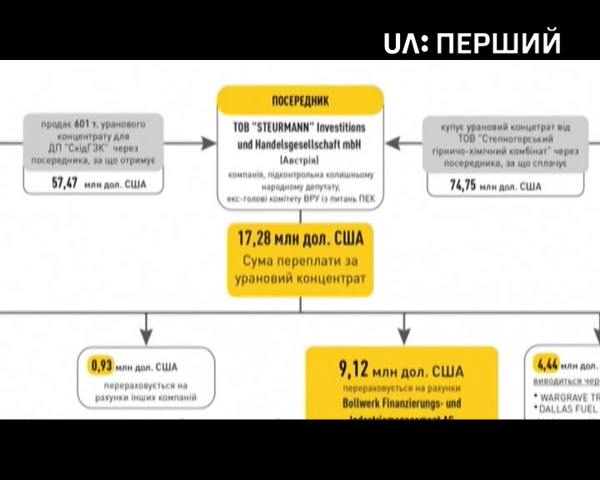 UA: ПЕРШИЙ
ПОСЕРЕДНИК
ТОВ "STEURMANN" Investitions
und Handelsgesellschaft mbH
(Австрія)
компанія, підконтрольна колишньому
народному депутату,
екс-голові комітету ВРУ із питань ПЕК
продає 601 т. уранового
концентрату для
ДП "СхідГЗК" через
посередника, за що отримує
57,47 млн дол. США
купує урановий концетрат від
ТОВ "Степногорський
гірничо-хімічний комбінат" через
посередника, за що сплачує
74,75 млн дол. США
17,28 млн дол. США
Сума переплати за
урановий концентрат
0,93 млн дол. США
перераховується на
рахунки інших компаній
9,12 млн дол. США
перераховується на рахунки
Bollwerk Finanzierungs- und
Industriemanagement AG
4,44 млн дол.
виводиться чер
* WARGRAVE TR
* DALLAS FUEL